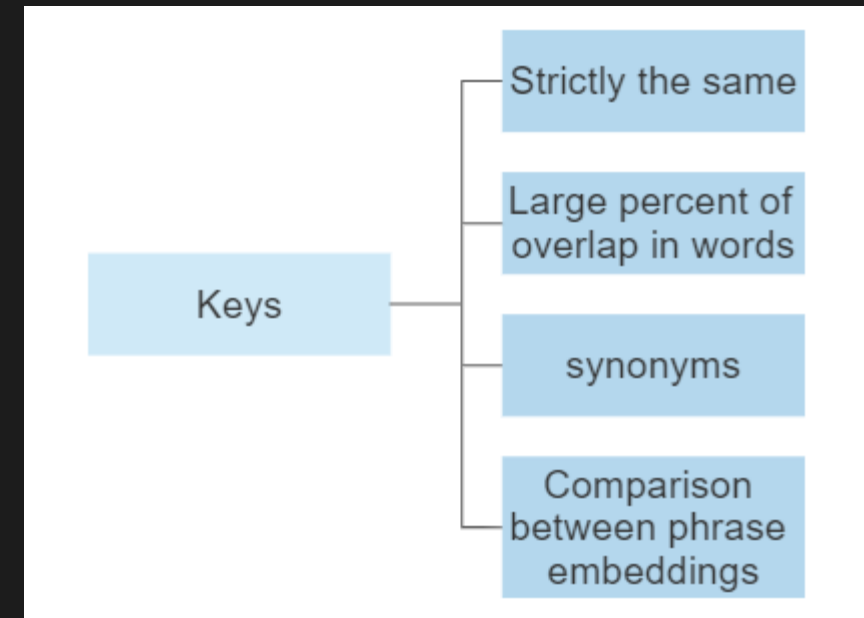 Strictly the same
Large percent of
overlap in words
Keys
synonyms
Comparison
between phrase
embeddings